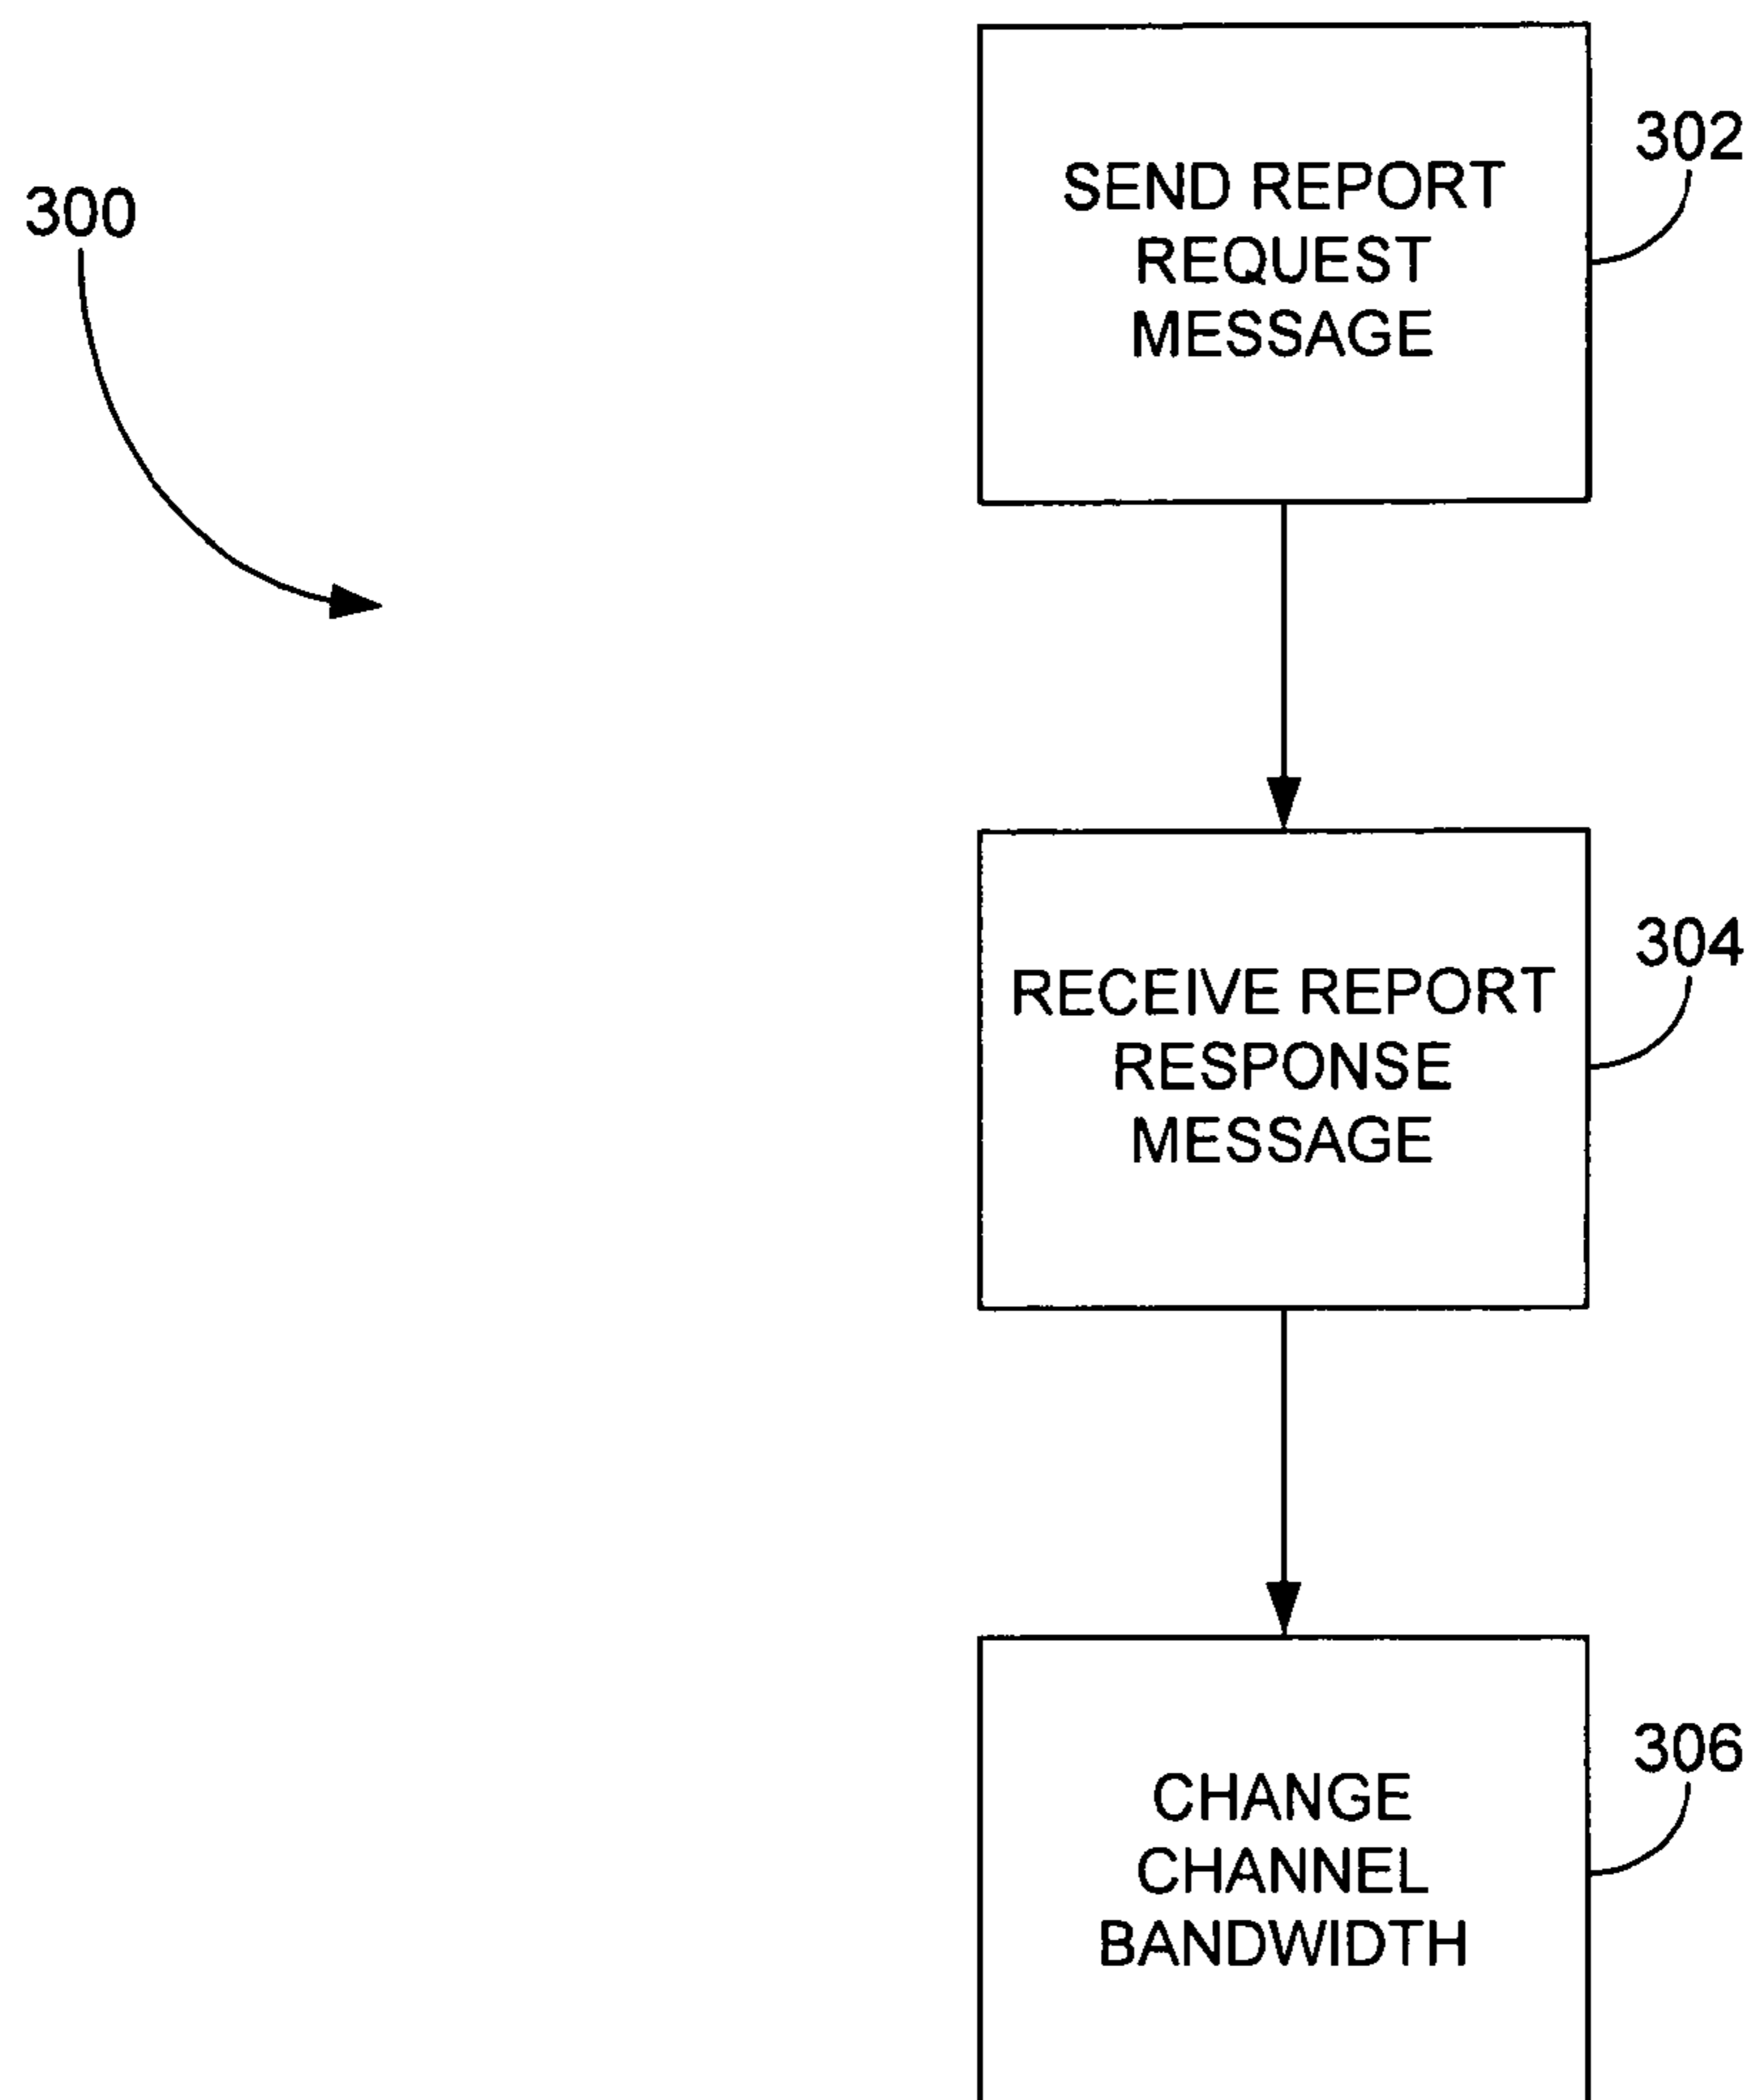 300
302
SEND REPORT
REQUEST
MESSAGE
304
RECEIVE REPORT
RESPONSE
MESSAGE
306
CHANGE
CHANNEL
BANDWIDTH